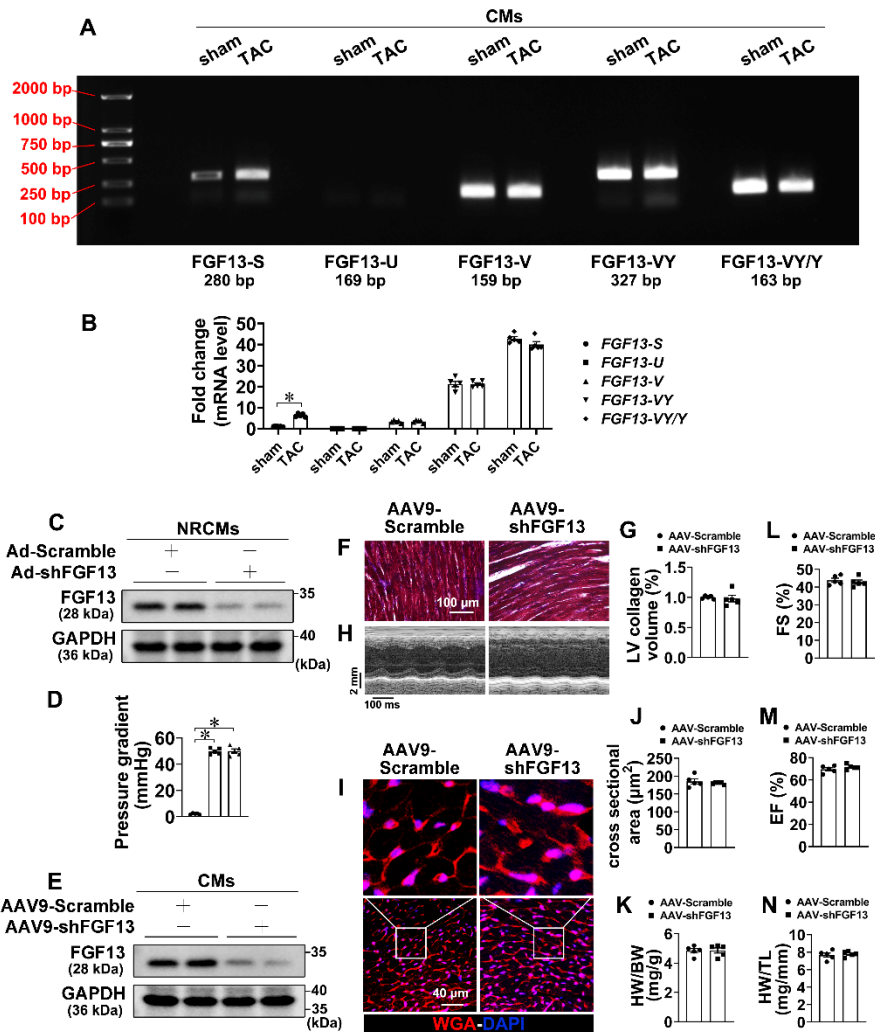 A
CMs
sham TAC sham TAC sham TAC sham TAC sham TAC
2000 bp
1000 bp
750 bp
500 bp
250 bp
100 bp
FGF13-S FGF13-U FGF13-V FGF13-VY FGF13-VY/Y
280 bp 169 bp 159 bp 327 bp 163 bp
B
Fold change
(mRNA level)
50
40
30
20
10
0
*
sham TAC sham TAC sham TAC sham TAC sham TAC
FGF13-S
FGF13-U
FGF13-V
FGF13-VY
FGF13-VY/Y
C
NRCMs
Ad-Scramble + −
Ad-shFGF13 − +
FGF13
(28 kDa)
35
GAPDH
(36 kDa)
40
(kDa)
D
Pressure gradient
(mmHg)
60
40
20
0
*
*
E
CMs
AAV9-Scramble + −
AAV9-shFGF13 − +
FGF13
(28 kDa)
35
GAPDH
(36 kDa)
40
35
(kDa)
AAV9-
Scramble
AAV9-
shFGF13
F
100 µm
H
2 mm
100 ms
G
AAV-Scramble
AAV-shFGF13
LV collagen
volume (%)
1.5
1.0
0.5
0.0
L
AAV-Scramble
AAV-shFGF13
FS (%)
60
40
20
0
I
AAV9-
Scramble
AAV9-
shFGF13
40 µm
WGA-DAPI
J
AAV-Scramble
AAV-shFGF13
cross sectional
area (µm²)
250
200
150
100
50
0
M
AAV-Scramble
AAV-shFGF13
EF (%)
80
60
40
20
0
K
AAV-Scramble
AAV-shFGF13
HW/BW
(mg/g)
6
4
2
0
N
AAV-Scramble
AAV-shFGF13
HW/TL
(mg/mm)
10
8
6
4
2
0